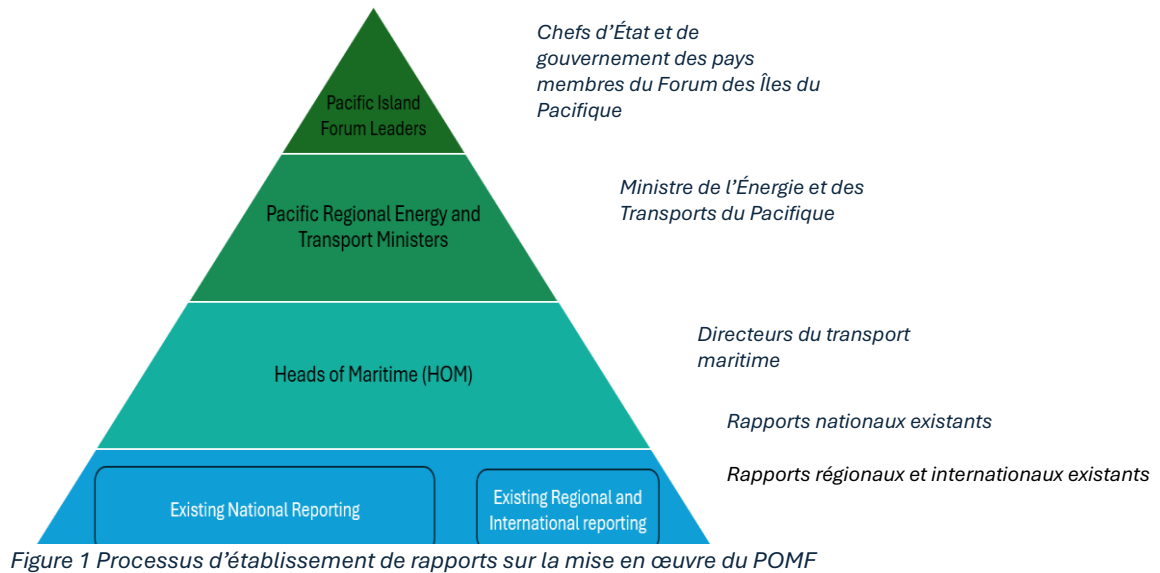 Chefs d’État et de
gouvernement des pays
membres du Forum des Îles du
Pacifique
Pacific Island
Forum Leaders
Ministre de l’Énergie et des
Transports du Pacifique
Pacific Regional Energy and
Transport Ministers
Directeurs du transport
maritime
Heads of Maritime (HOM)
Rapports nationaux existants
Rapports régionaux et internationaux existants
Existing National Reporting
Existing Regional and
International reporting
Figure 1 Processus d’établissement de rapports sur la mise en œuvre du POMF